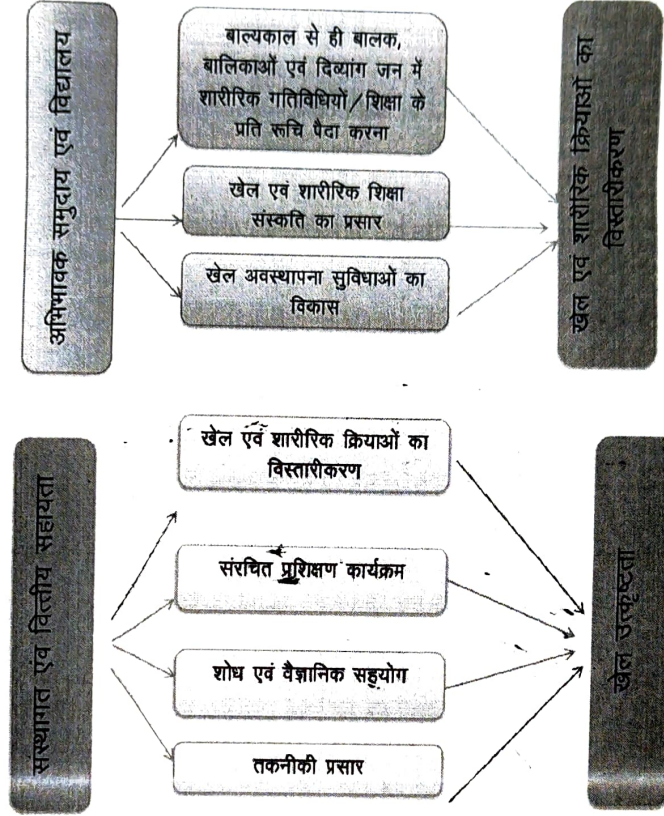 अभिभावक समुदाय एवं विद्यालय
बाल्यकाल से ही बालक,
बालिकाओं एवं दिव्यांग जन में
शारीरिक गतिविधियों/शिक्षा के
प्रति रूचि पैदा करना
खेल एवं शारीरिक शिक्षा
संस्कति का प्रसार
खेल अवस्थापना सुविधाओं का
विकास
खेल एवं शारीरिक क्रियाओं का
विस्तारीकरण
संस्थागत एंव वित्तीय सहायता
खेल एवं शारीरिक क्रियाओं का
विस्तारीकरण
संरचित प्रशिक्षण कार्यक्रम
शोध एवं वैज्ञानिक सहयोग
तकनीकी प्रसार
खेल उत्कृष्टता